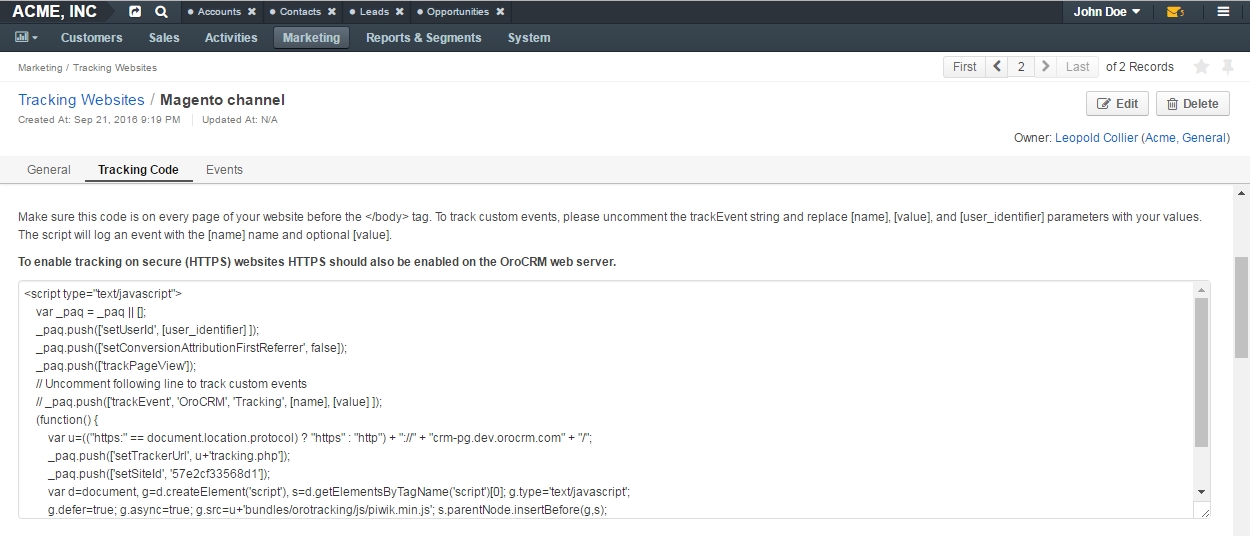 ACME, INC Accounts Contacts Leads Opportunities John Doe 5
Customers Sales Activities Marketing Reports & Segments System
Marketing / Tracking Websites First 2 Last of 2 Records
Tracking Websites / Magento channel Edit Delete
Created At: Sep 21, 2016 9:19 PM Updated At: N/A
Owner: Leopold Collier (Acme, General)
General Tracking Code Events
Make sure this code is on every page of your website before the </body> tag. To track custom events, please uncomment the trackEvent string and replace [name], [value], and [user_identifier] parameters with your values.
The script will log an event with the [name] name and optional [value].
To enable tracking on secure (HTTPS) websites HTTPS should also be enabled on the OroCRM web server.
<script type="text/javascript">
var _paq = _paq || [];
_paq.push(['setUserId', [user_identifier] ]);
_paq.push(['setConversionAttributionFirstReferrer', false]);
_paq.push(['trackPageView']);
// Uncomment following line to track custom events
// _paq.push(['trackEvent', 'OroCRM', 'Tracking', [name], [value] ]);
(function() {
var u=(("https:" == document.location.protocol) ? "https" : "http") + "://" + "crm-pg.dev.orocrm.com" + "/";
_paq.push(['setTrackerUrl', u+'tracking.php']);
_paq.push(['setSiteId', '57e2cf33568d1']);
var d=document, g=d.createElement('script'), s=d.getElementsByTagName('script')[0]; g.type='text/javascript';
g.defer=true; g.async=true; g.src=u+'bundles/orotracking/js/piwik.min.js'; s.parentNode.insertBefore(g,s);